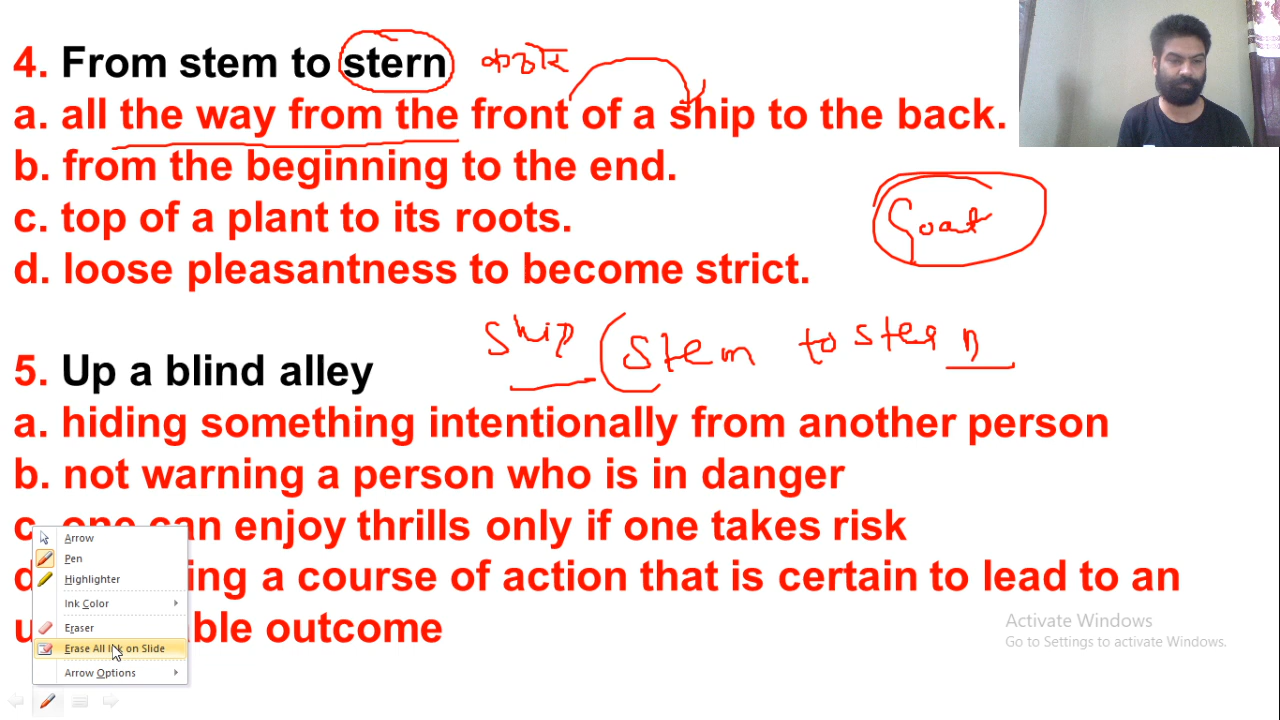 4. From stem to stern कठोर
a. all the way from the front of a ship to the back.
b. from the beginning to the end.
c. top of a plant to its roots.
Goat
d. loose pleasantness to become strict.
Ship (Stem to stern
5. Up a blind alley
a. hiding something intentionally from another person
b. not warning a person who is in danger
c. one can enjoy thrills only if one takes risk
d. ing a course of action that is certain to lead to an
u ble outcome
Arrow
Pen
Highlighter
Ink Color
Eraser
Erase All Ink on Slide
Arrow Options
Activate Windows
Go to Settings to activate Windows.